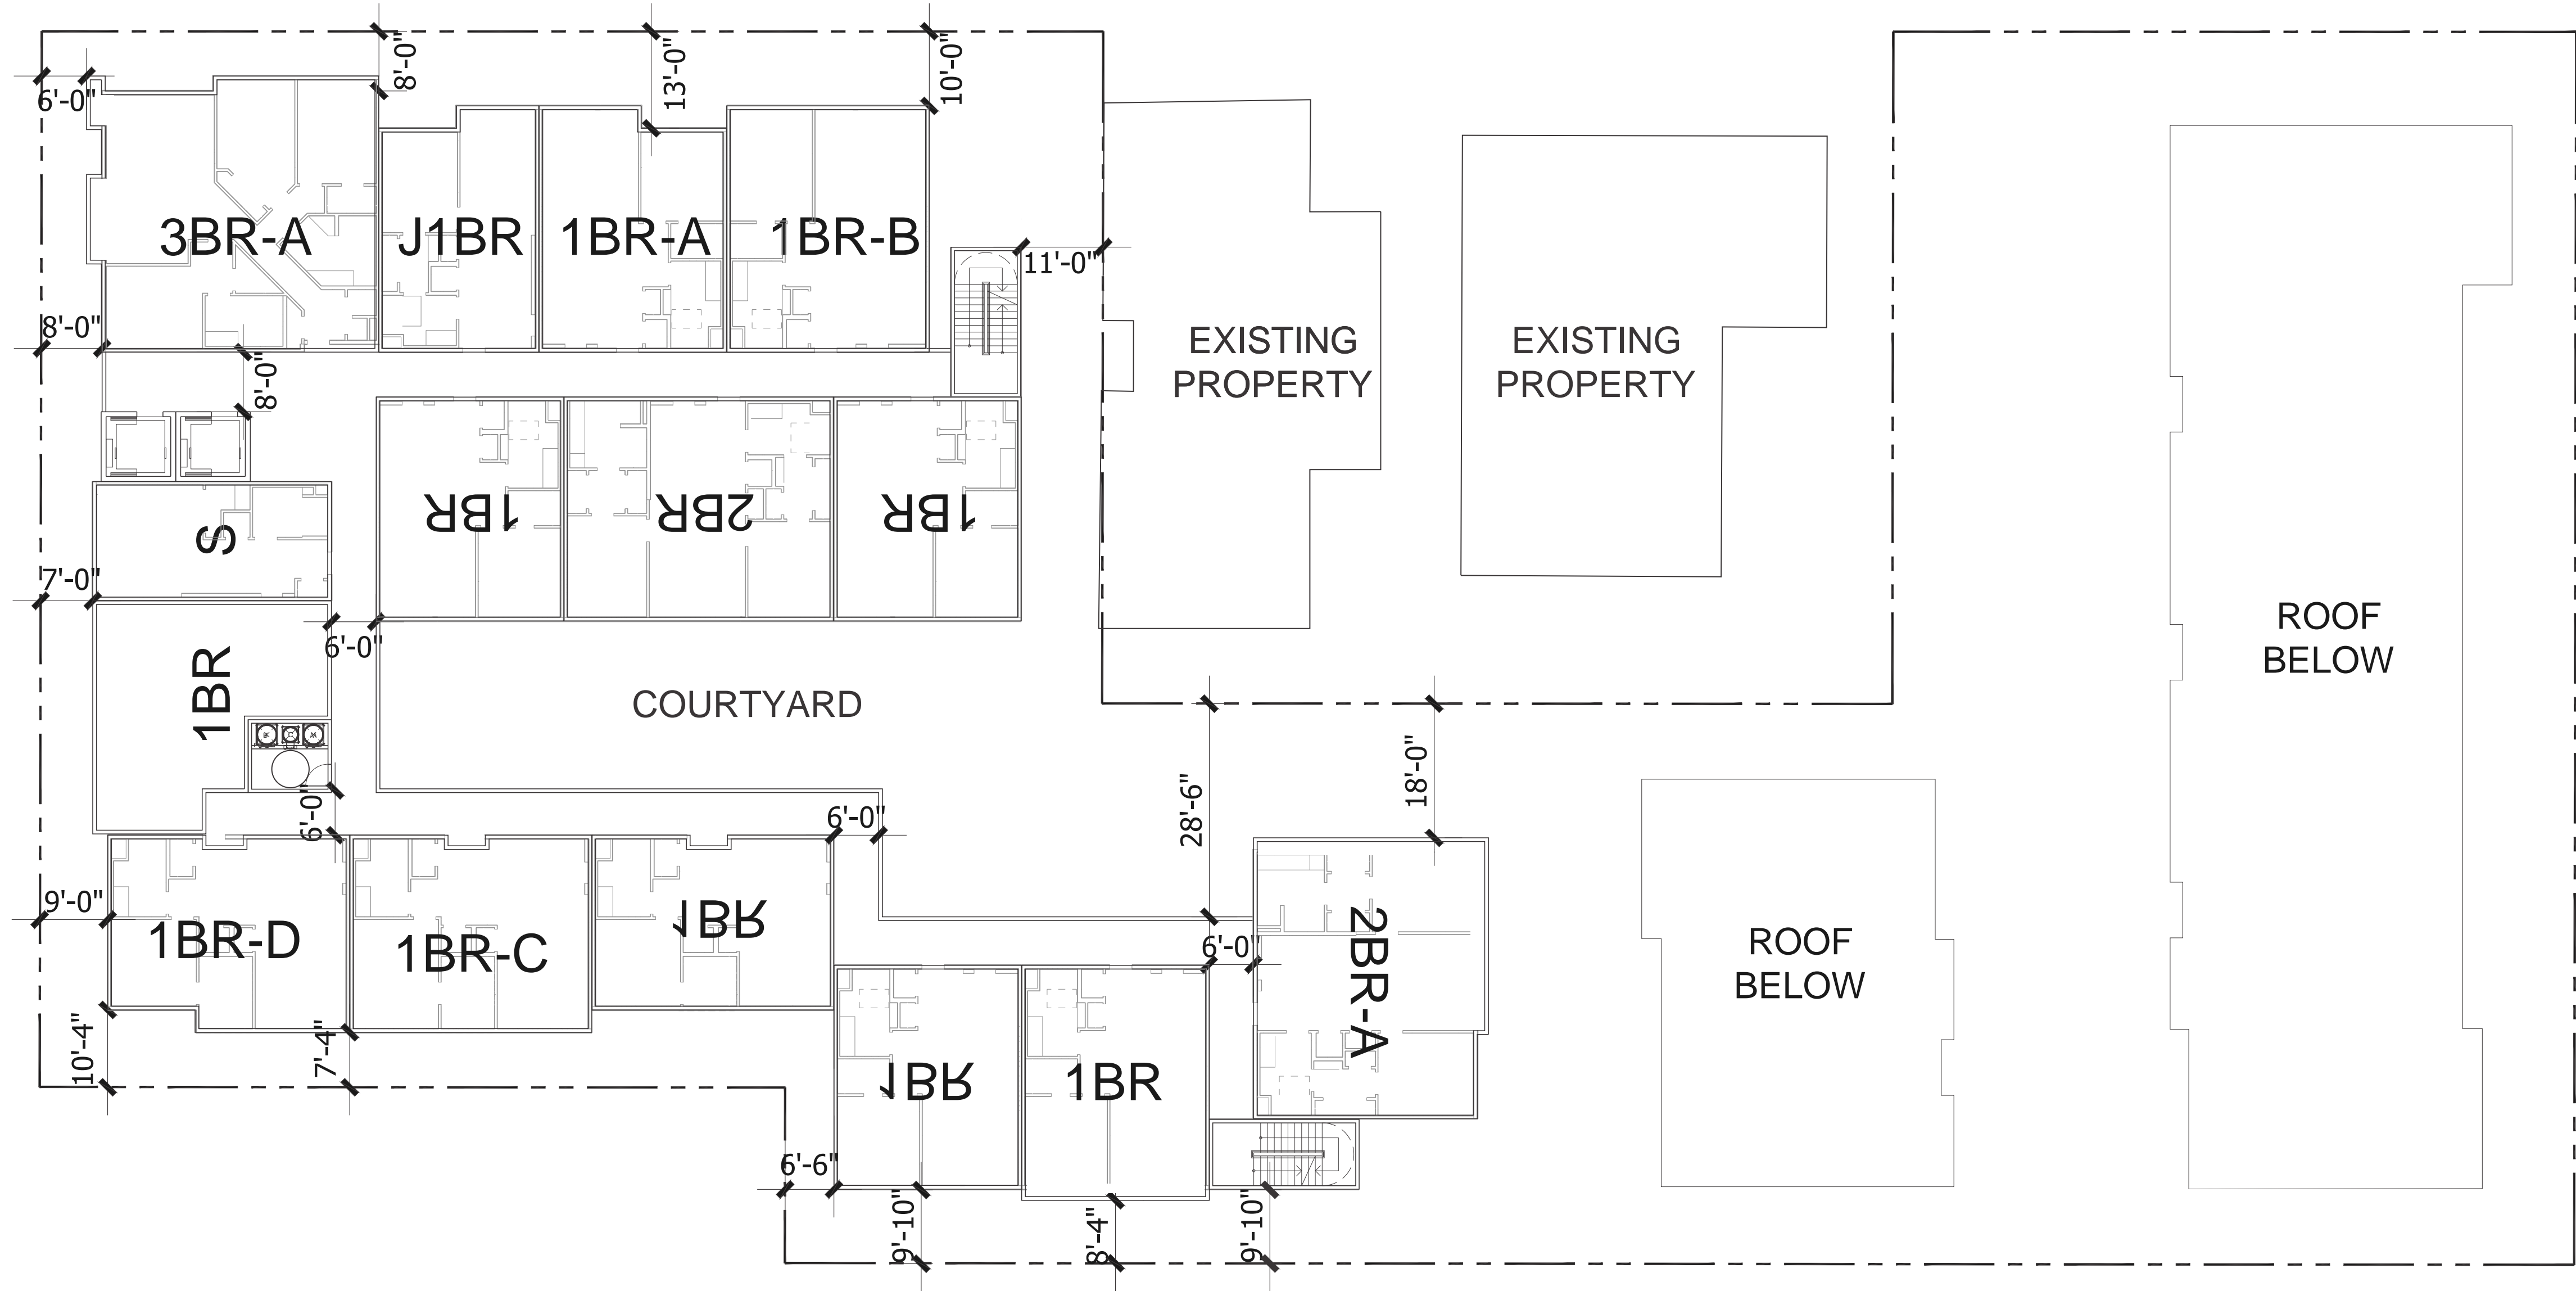 8'-0"
13'-0"
10'-0"
6'-0"
3BR-A
J1BR
1BR-A
1BR-B
11'-0"
8'-0"
8'-0"
EXISTING
PROPERTY
EXISTING
PROPERTY
1BR
2BR
1BR
S
7'-0"
6'-0"
1BR
COURTYARD
ROOF
BELOW
6'-0"
6'-0"
28'-6"
18'-0"
9'-0"
1BR-D
1BR-C
1BR
6'-0"
2BR-A
ROOF
BELOW
10'-4"
7'-4"
1BR
1BR
6'-6"
9'-10"
8'-4"
9'-10"